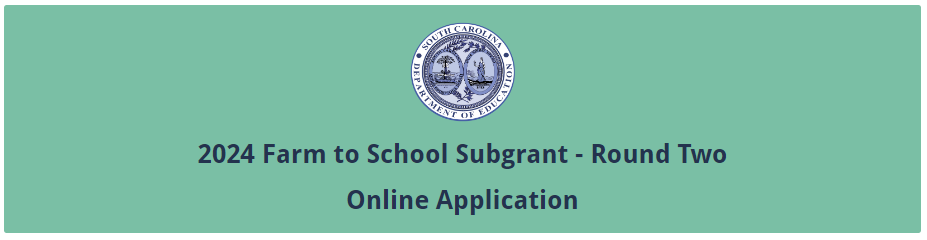 SOUTH CAROLINA
DEPARTMENT OF EDUCATION
2024 Farm to School Subgrant - Round Two
Online Application